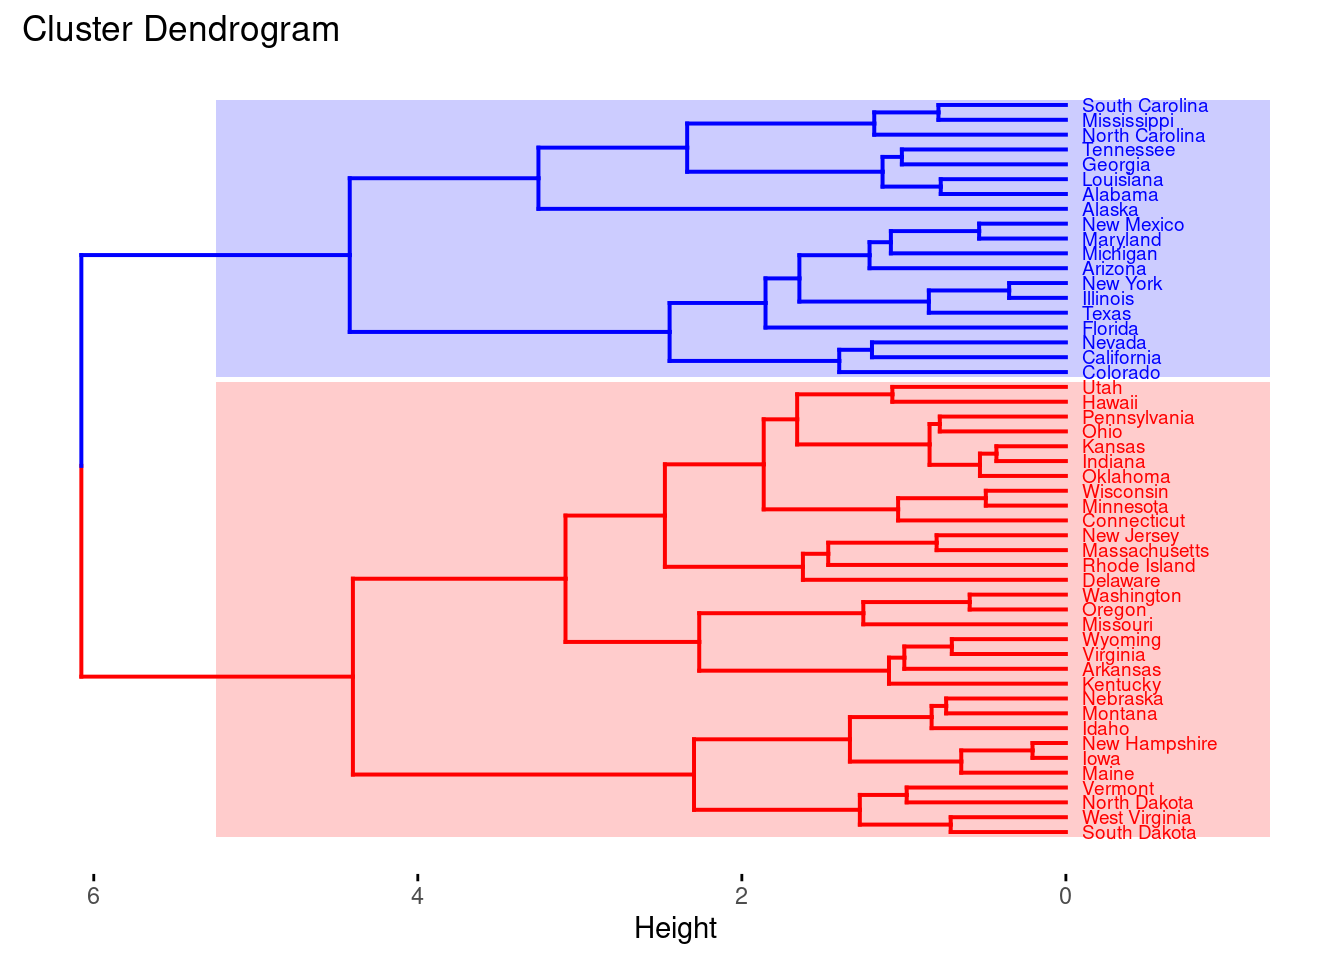 Cluster Dendrogram
South Carolina
Mississippi
North Carolina
Tennessee
Georgia
Louisiana
Alabama
Alaska
New Mexico
Maryland
Michigan
Arizona
New York
Illinois
Texas
Florida
Nevada
California
Colorado
Utah
Hawaii
Pennsylvania
Ohio
Kansas
Indiana
Oklahoma
Wisconsin
Minnesota
Connecticut
New Jersey
Massachusetts
Rhode Island
Delaware
Washington
Oregon
Missouri
Wyoming
Virginia
Arkansas
Kentucky
Nebraska
Montana
Idaho
New Hampshire
Iowa
Maine
Vermont
North Dakota
West Virginia
South Dakota
6 4 2 0
Height